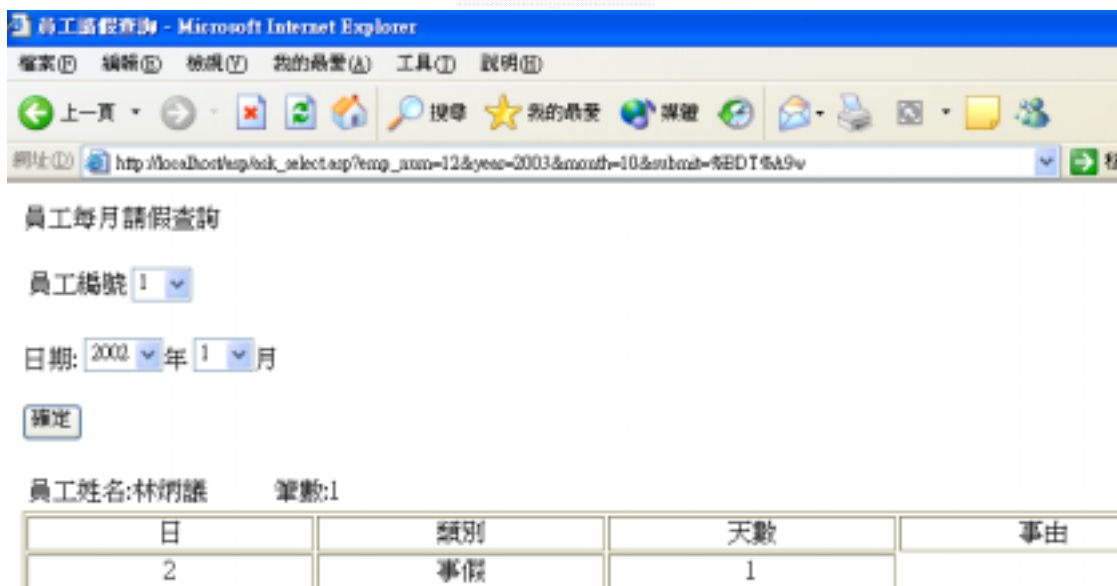 員工請假查詢 - Microsoft Internet Explorer
檔案(F) 編輯(E) 檢視(V) 我的最愛(A) 工具(T) 說明(H)
上一頁 搜尋 我的最愛 媒體
網址(D) http://localhost/asp/ask_select.asp?emp_num=12&year=2003&month=10&submit=%BDT%A9w
員工每月請假查詢
員工編號 1
日期: 2002 年 1 月
確定
員工姓名:林炳議 筆數:1
日 類別 天數 事由
2 事假 1